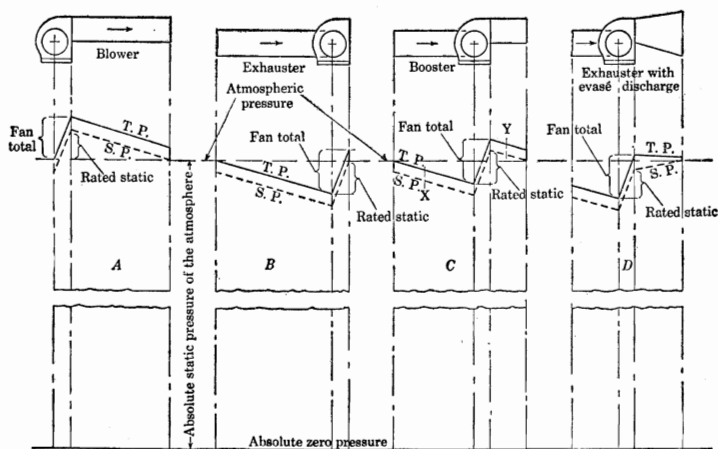 Blower
Exhauster
Booster
Exhauster with
evasé discharge
Atmospheric
pressure
Fan
total
T. P.
S. P.
Rated static
Fan total
T. P.
S. P.
Rated static
Fan total
T. P.
S. P.
X
Y
Rated static
Fan total
T. P.
S. P.
Rated static
A
B
C
D
Absolute static pressure of the atmosphere
Absolute zero pressure